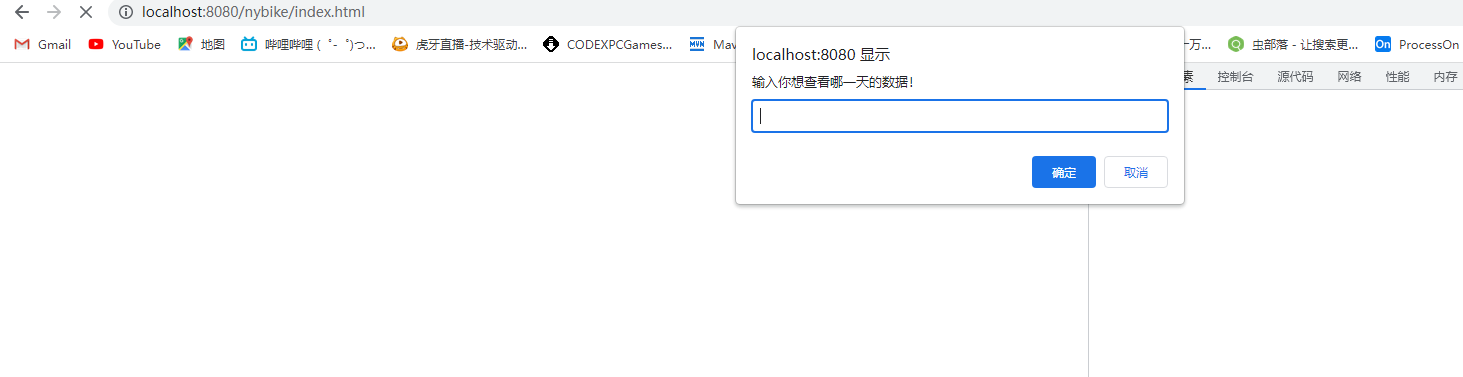 localhost:8080/nybike/index.html
Gmail YouTube 地图 哔哩哔哩 ( ゜- ゜)つ... 虎牙直播-技术驱动... CODEXPCGames... Mav 十万... 虫部落 - 让搜索更... ProcessOn
localhost:8080 显示
输入你想查看哪一天的数据!
素 控制台 源代码 网络 性能 内存
确定 取消